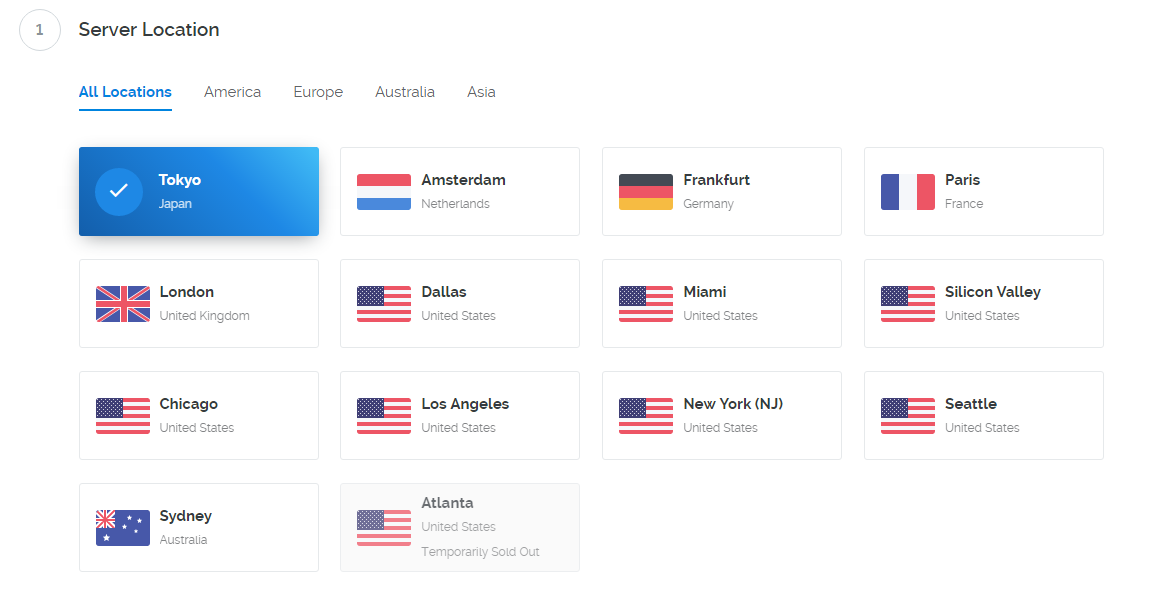 1
Server Location
All Locations
America
Europe
Australia
Asia
Tokyo
Japan
Amsterdam
Netherlands
Frankfurt
Germany
Paris
France
London
United Kingdom
Dallas
United States
Miami
United States
Silicon Valley
United States
Chicago
United States
Los Angeles
United States
New York (NJ)
United States
Seattle
United States
Sydney
Australia
Atlanta
United States
Temporarily Sold Out